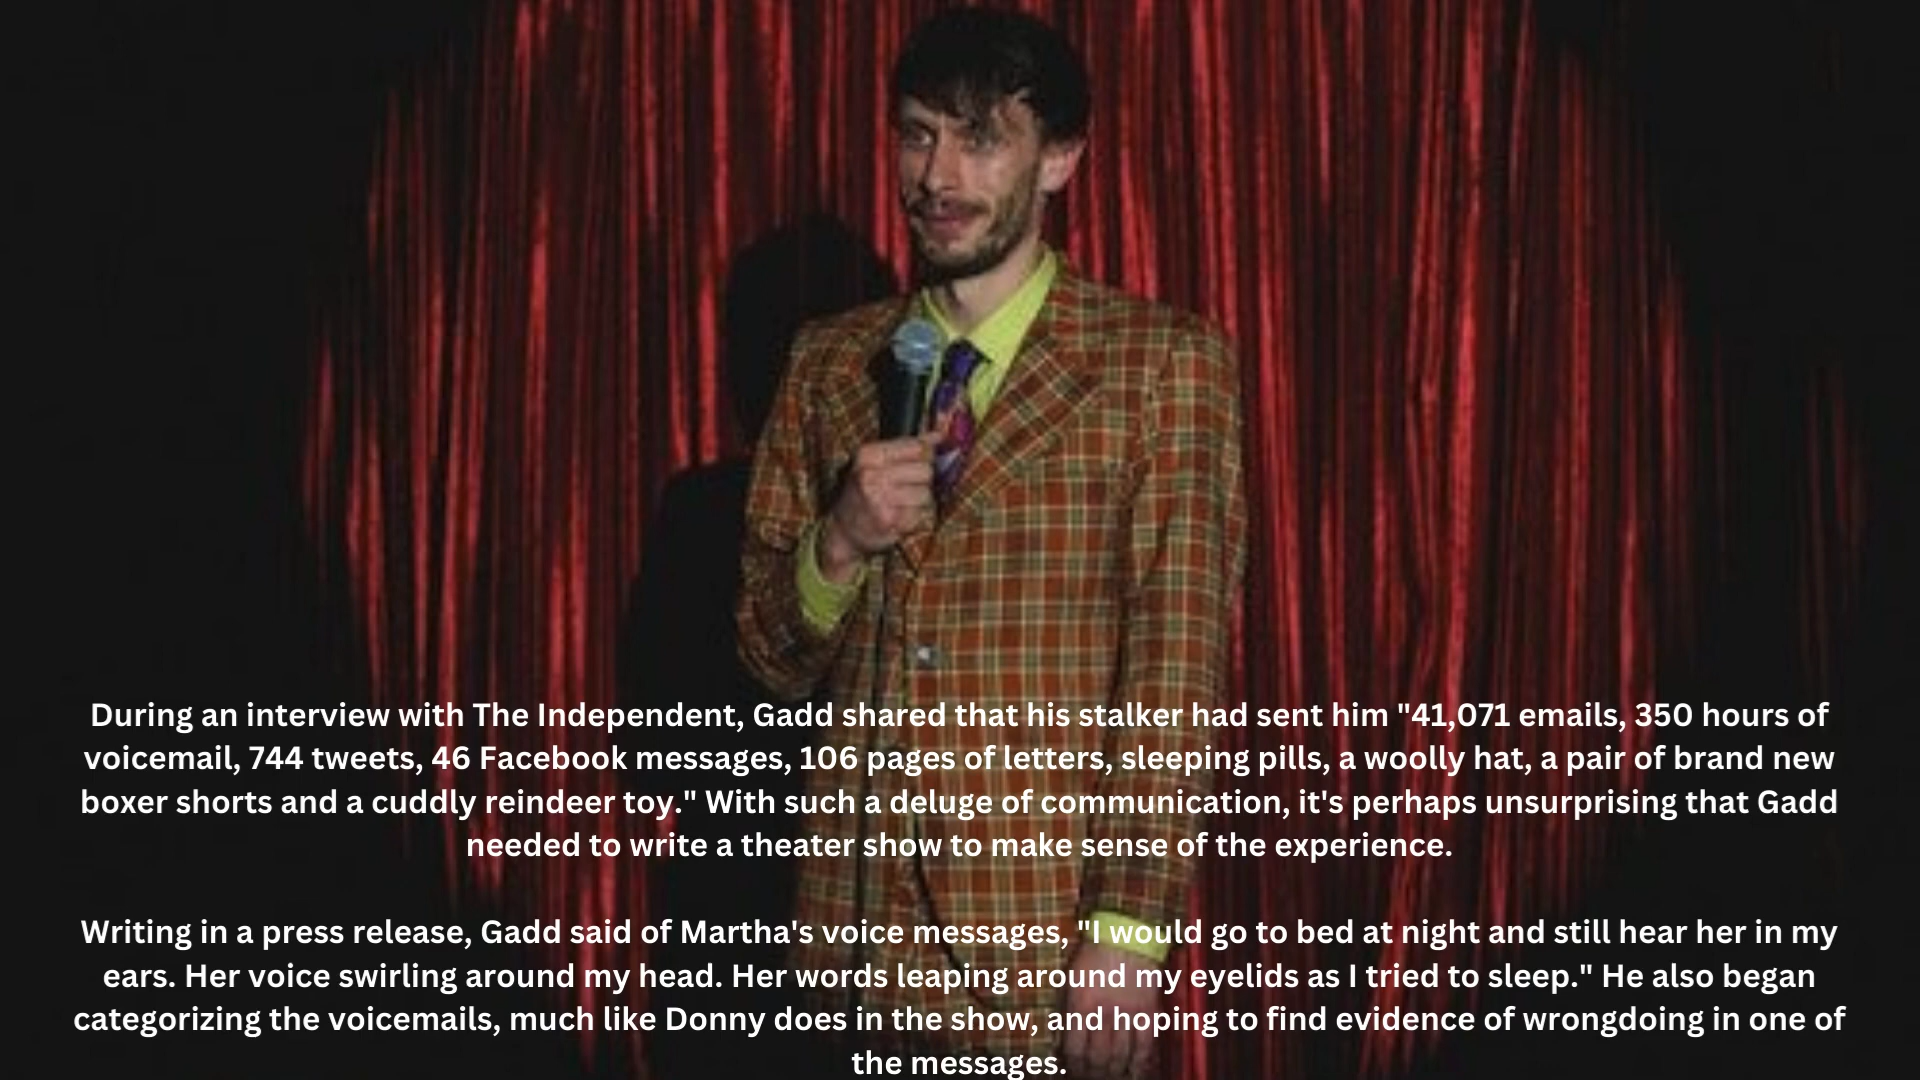 During an interview with The Independent, Gadd shared that his stalker had sent him "41,071 emails, 350 hours of
voicemail, 744 tweets, 46 Facebook messages, 106 pages of letters, sleeping pills, a woolly hat, a pair of brand new
boxer shorts and a cuddly reindeer toy." With such a deluge of communication, it's perhaps unsurprising that Gadd
needed to write a theater show to make sense of the experience.
Writing in a press release, Gadd said of Martha's voice messages, "I would go to bed at night and still hear her in my
ears. Her voice swirling around my head. Her words leaping around my eyelids as I tried to sleep." He also began
categorizing the voicemails, much like Donny does in the show, and hoping to find evidence of wrongdoing in one of
the messages.